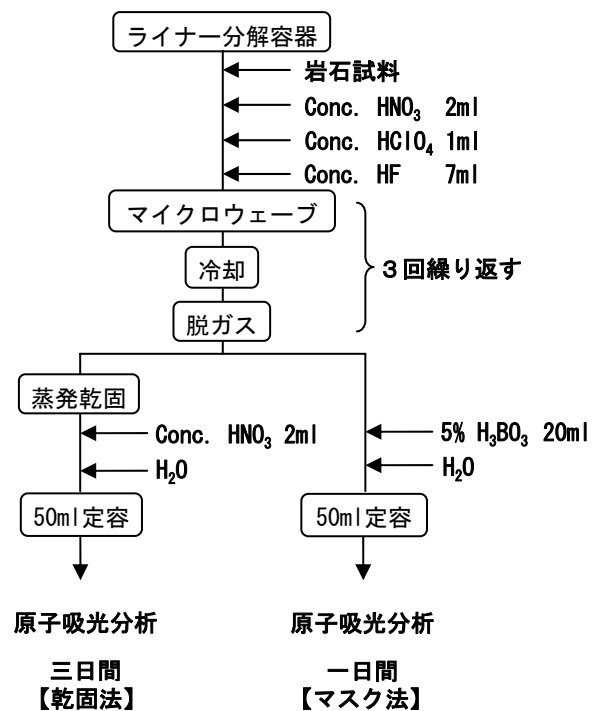 ライナー分解容器
岩石試料
Conc. HNO₃ 2ml
Conc. HClO₄ 1ml
Conc. HF 7ml
マイクロウェーブ
冷却
脱ガス
3回繰り返す
蒸発乾固
Conc. HNO₃ 2ml
H₂O
50ml定容
原子吸光分析
三日間
【乾固法】
5% H₃BO₃ 20ml
H₂O
50ml定容
原子吸光分析
一日間
【マスク法】